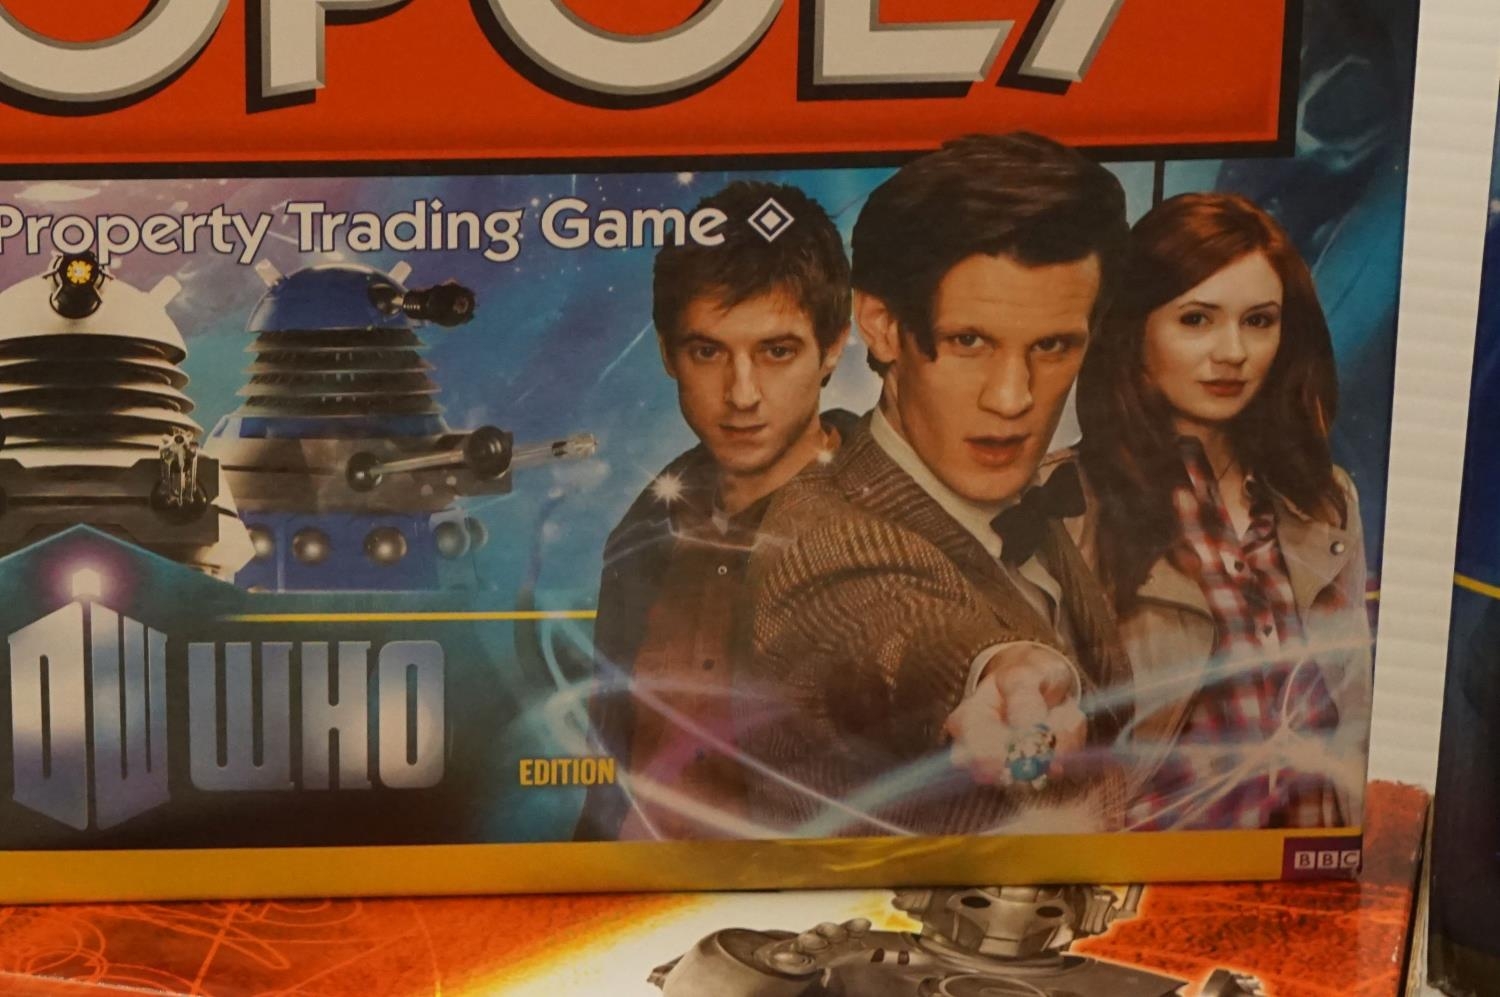 OPOLY
Property Trading Game
DW WHO
EDITION
BBC